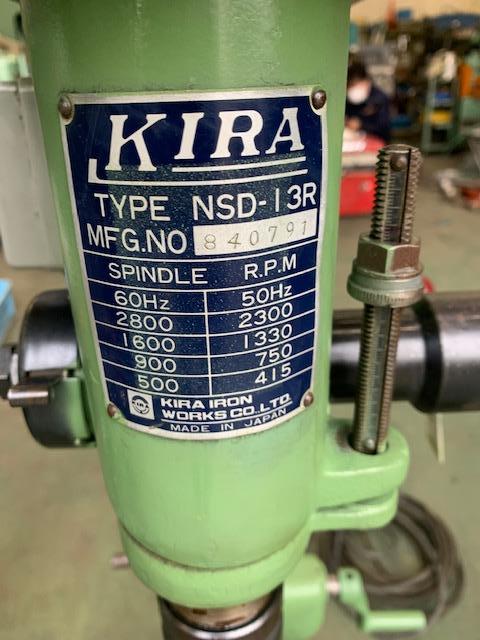 KIRA
TYPE NSD-13R
MFG.NO 840791
SPINDLE R.P.M
60Hz 50Hz
2800 2300
1600 1330
900 750
500 415
KIRA
KIRA IRON
WORKS CO.LTD.
MADE IN JAPAN